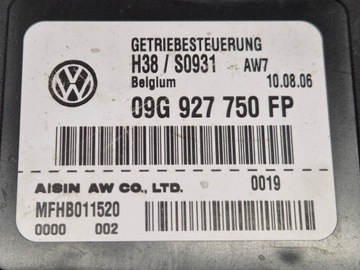 GETRIEBESTEUERUNG
H38 / S0931 AW7
Belgium 10.08.06
09G 927 750 FP
AISIN AW CO., LTD. 0019
MFHB011520
0000 002